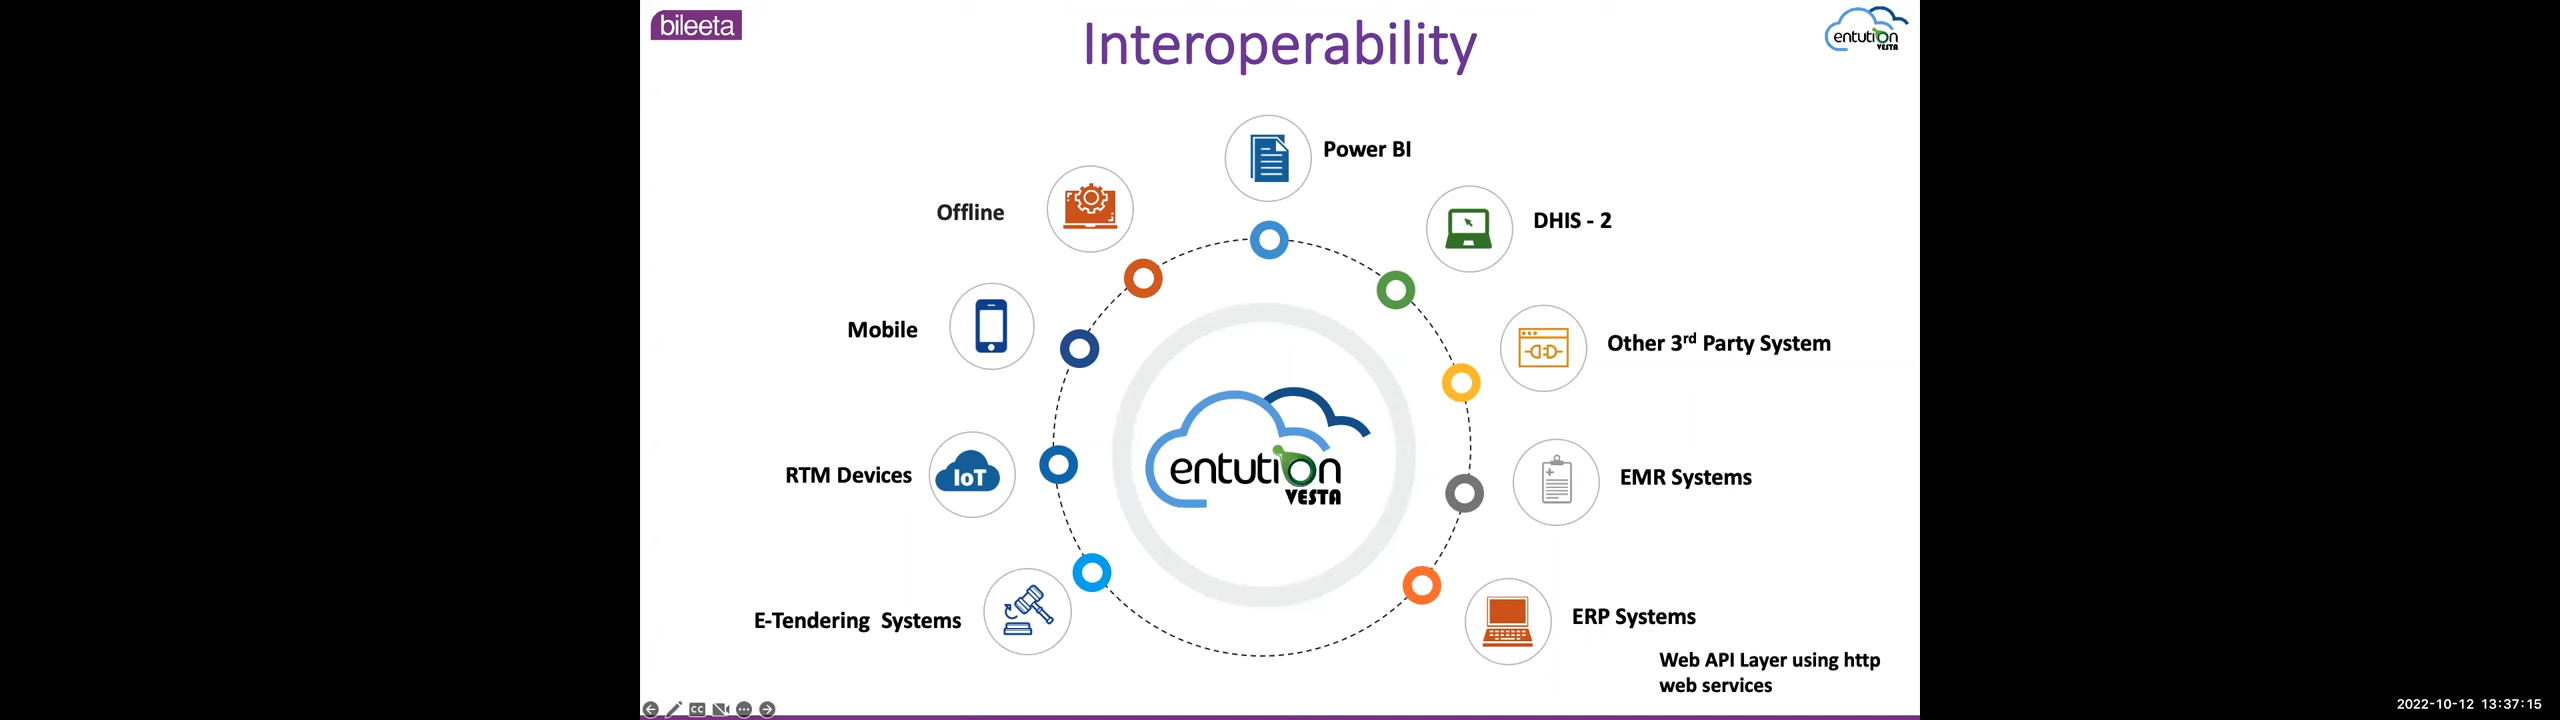 bileeta
Interoperability
entution
VESTA
Power BI
Offline
DHIS - 2
Mobile
Other 3rd Party System
RTM Devices
IoT
entution
VESTA
EMR Systems
E-Tendering  Systems
ERP Systems
Web API Layer using http
web services
CC
2022-10-12 13:37:15